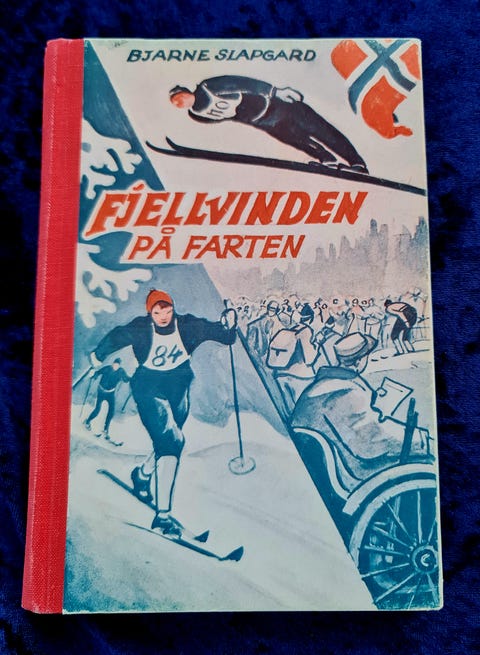 BJARNE SLAPGARD
FJELLVINDEN
PÅ FARTEN
84